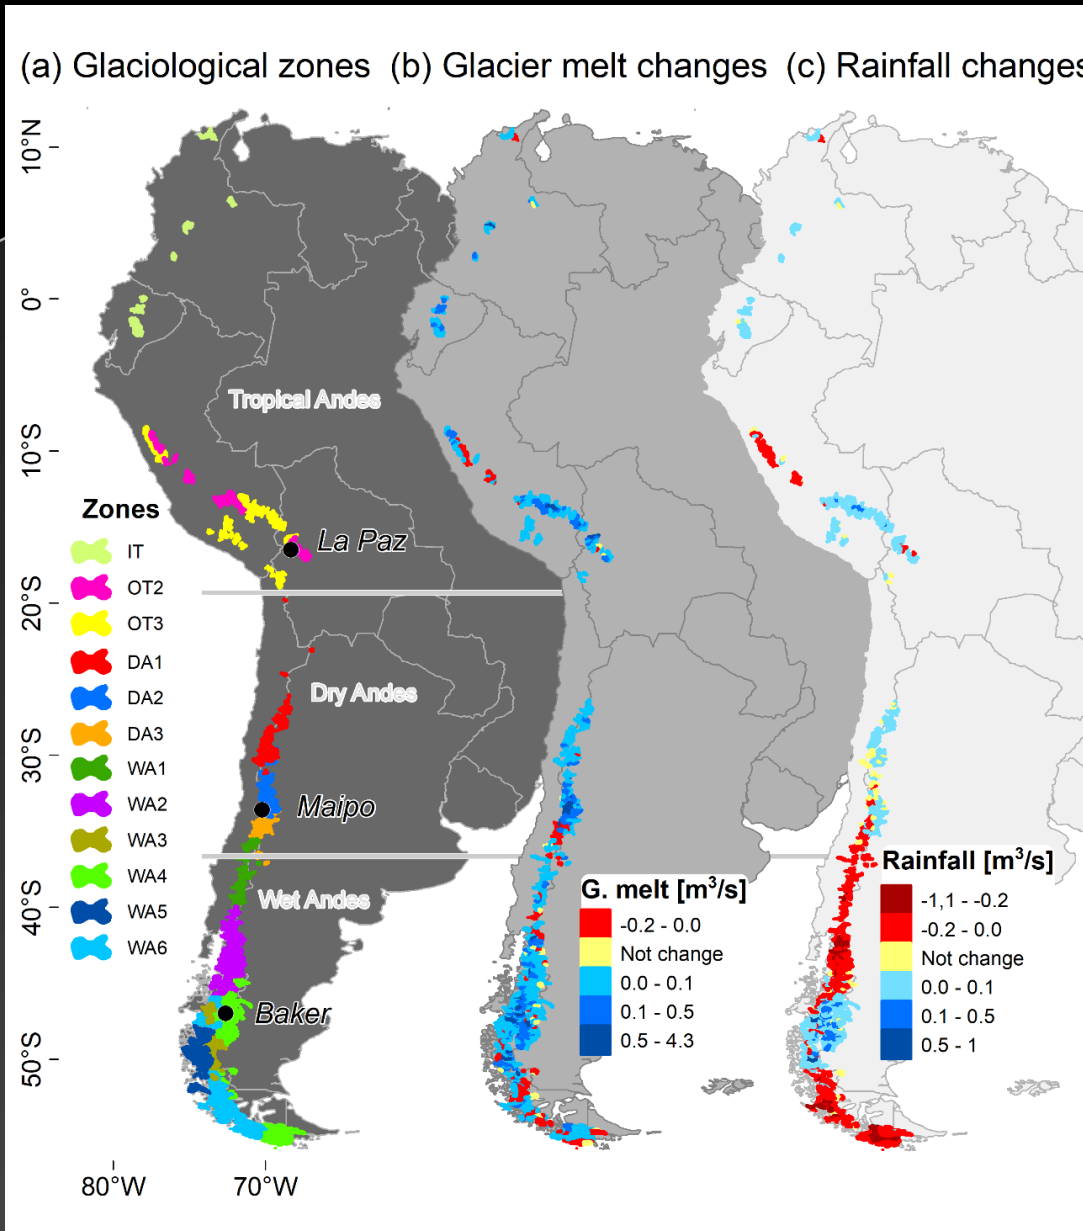 (a) Glaciological zones (b) Glacier melt changes (c) Rainfall changes
10°N
0°
10°S
20°S
30°S
40°S
50°S
80°W 70°W
Tropical Andes
La Paz
Dry Andes
Maipo
Wet Andes
Baker
Zones
IT
OT2
OT3
DA1
DA2
DA3
WA1
WA2
WA3
WA4
WA5
WA6
G. melt [m³/s]
-0.2 - 0.0
Not change
0.0 - 0.1
0.1 - 0.5
0.5 - 4.3
Rainfall [m³/s]
-1,1 - -0.2
-0.2 - 0.0
Not change
0.0 - 0.1
0.1 - 0.5
0.5 - 1